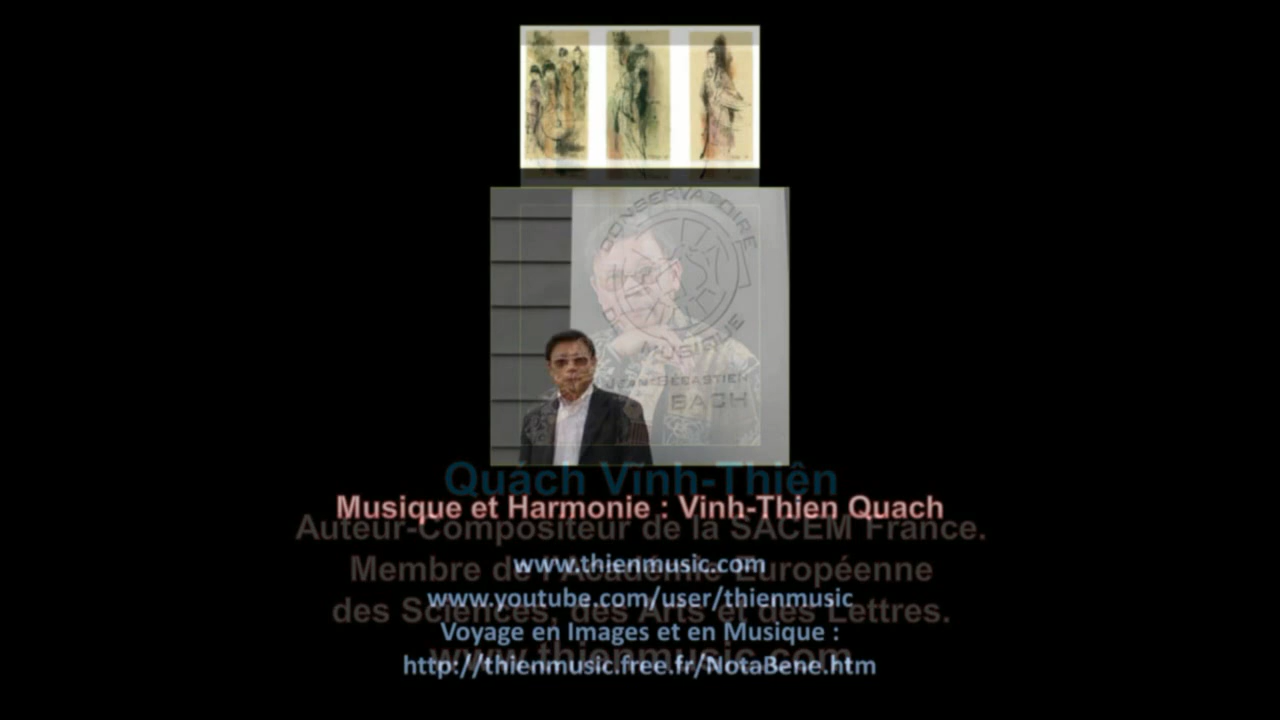 CONSERVATOIRE
MUSIQUE
JEAN-SÉBASTIEN
BACH
Quách Vĩnh-Thiện
Musique et Harmonie : Vinh-Thien Quach
Auteur-Compositeur de la SACEM France.
www.thienmusic.com
Membre de l'Académie Européenne
www.youtube.com/user/thienmusic
des Sciences, des Arts et des Lettres.
Voyage en Images et en Musique :
www.thienmusic.com
http://thienmusic.free.fr/NotaBene.htm